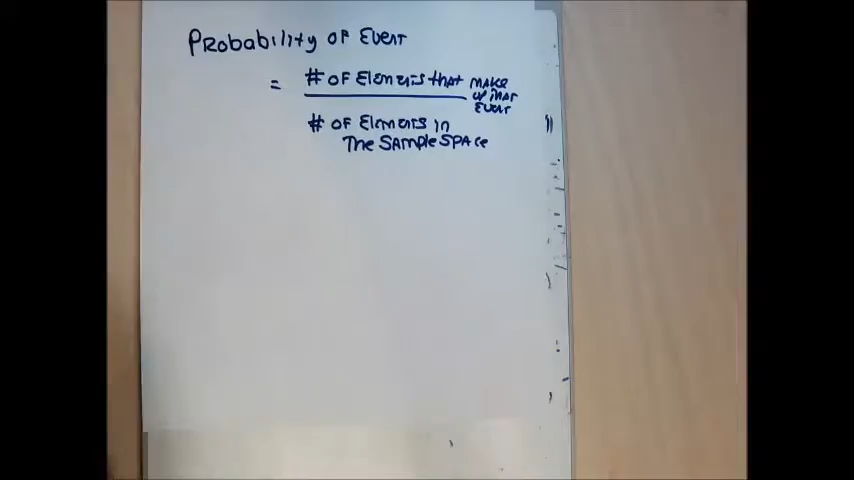 Probability of Event
= # of Elements that make
up that
Event
# of Elements in
The Sample Space